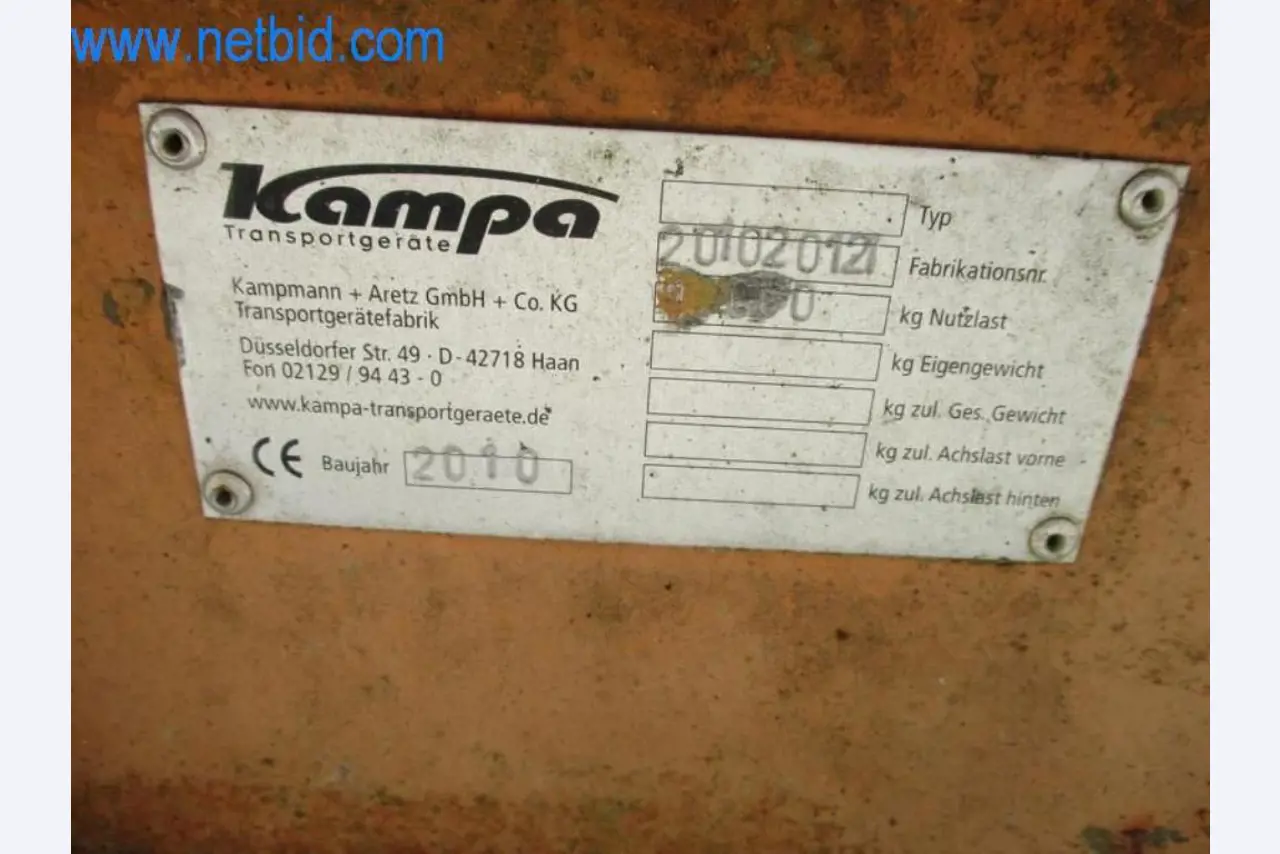 www.netbid.com
Kampa
Transportgeräte
Kampmann + Aretz GmbH + Co. KG
Transportgerätefabrik
Düsseldorfer Str. 49 · D - 42718 Haan
Fon 02129 / 94 43 - 0
www.kampa-transportgeraete.de
CE Baujahr 2010
Typ
Fabrikationsnr.
kg Nutzlast
kg Eigengewicht
kg zul. Ges. Gewicht
kg zul. Achslast vorne
kg zul. Achslast hinten